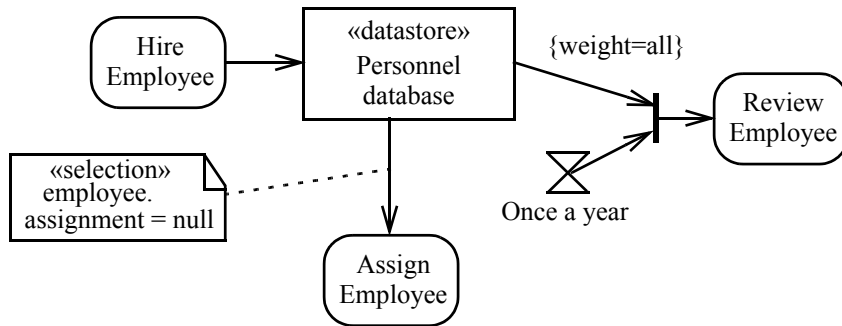 Hire
Employee
«datastore»
Personnel
database
{weight=all}
Review
Employee
«selection»
employee.
assignment = null
Once a year
Assign
Employee